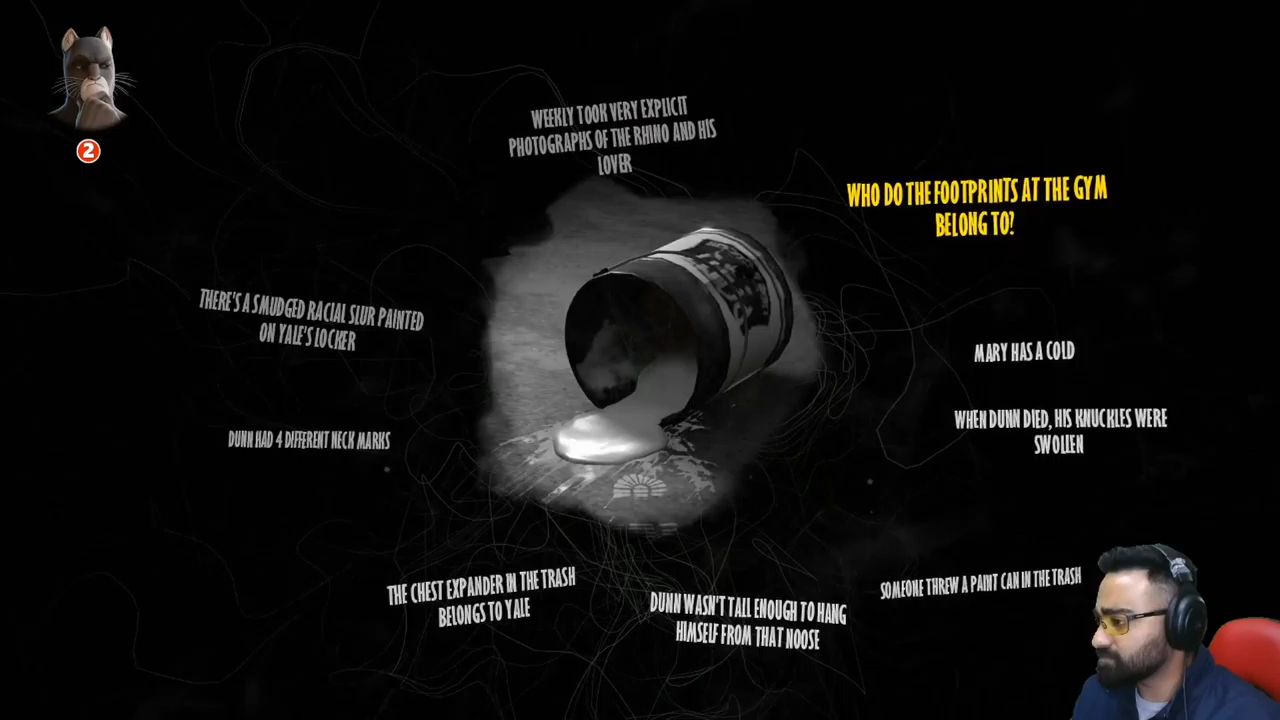 WEEKLY TOOK VERY EXPLICIT
PHOTOGRAPHS OF THE RHINO AND HIS
LOVER
WHO DO THE FOOTPRINTS AT THE GYM
BELONG TO?
THERE'S A SMUDGED RACIAL SLUR PAINTED
ON YALE'S LOCKER
MARY HAS A COLD
WHEN DUNN DIED, HIS KNUCKLES WERE
SWOLLEN
DUNN HAD 4 DIFFERENT NECK MARKS
THE CHEST EXPANDER IN THE TRASH
BELONGS TO YALE
DUNN WASN'T TALL ENOUGH TO HANG
HIMSELF FROM THAT NOOSE
SOMEONE THREW A PAINT CAN IN THE TRASH
2